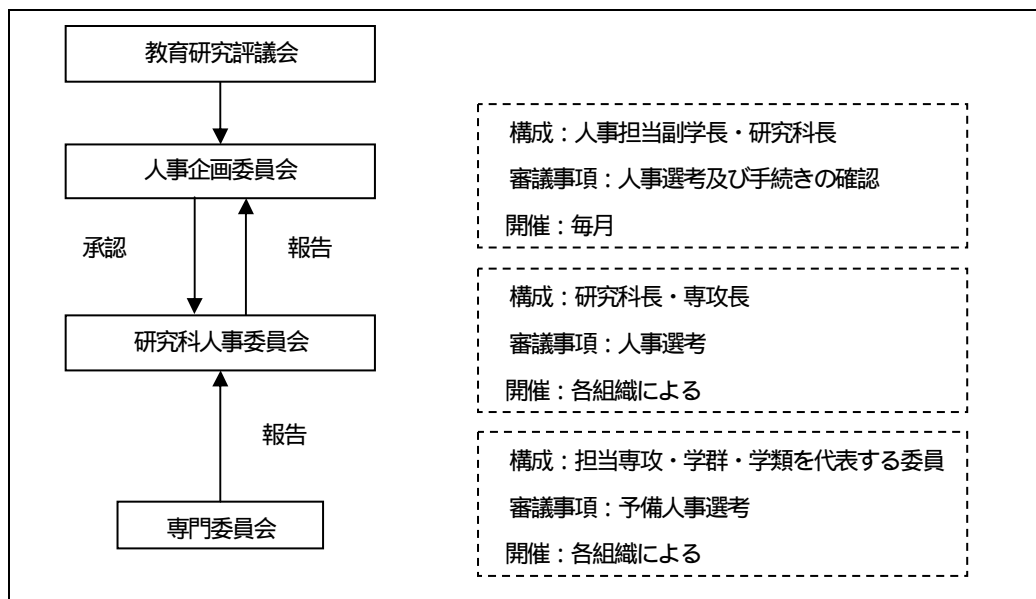 教育研究評議会
人事企画委員会
承認
報告
研究科人事委員会
報告
専門委員会
構成：人事担当副学長・研究科長
審議事項：人事選考及び手続きの確認
開催：毎月
構成：研究科長・専攻長
審議事項：人事選考
開催：各組織による
構成：担当専攻・学群・学類を代表する委員
審議事項：予備人事選考
開催：各組織による